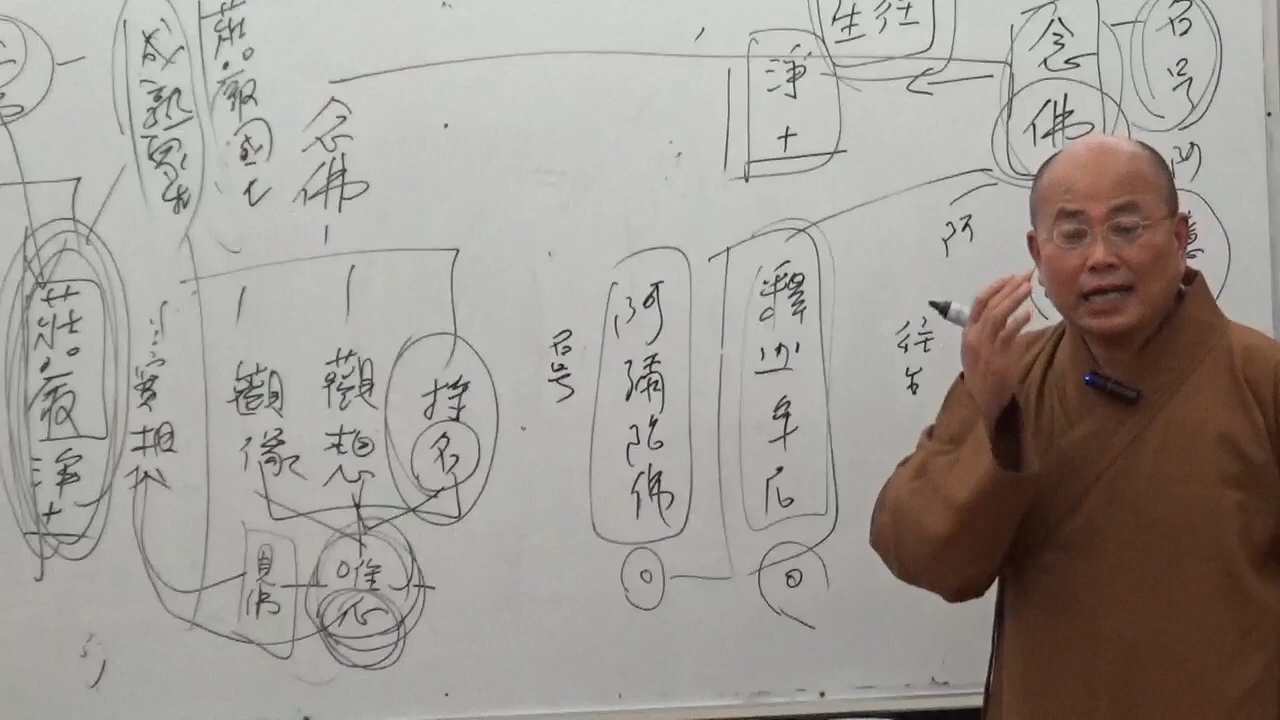 名号
念佛
往生
淨土
阿
往生
釋迦牟尼
阿彌陀佛
名号
念佛
持名
觀想
觀像
實相
唯心
見佛
莊嚴國土
成熟眾生
莊嚴淨土